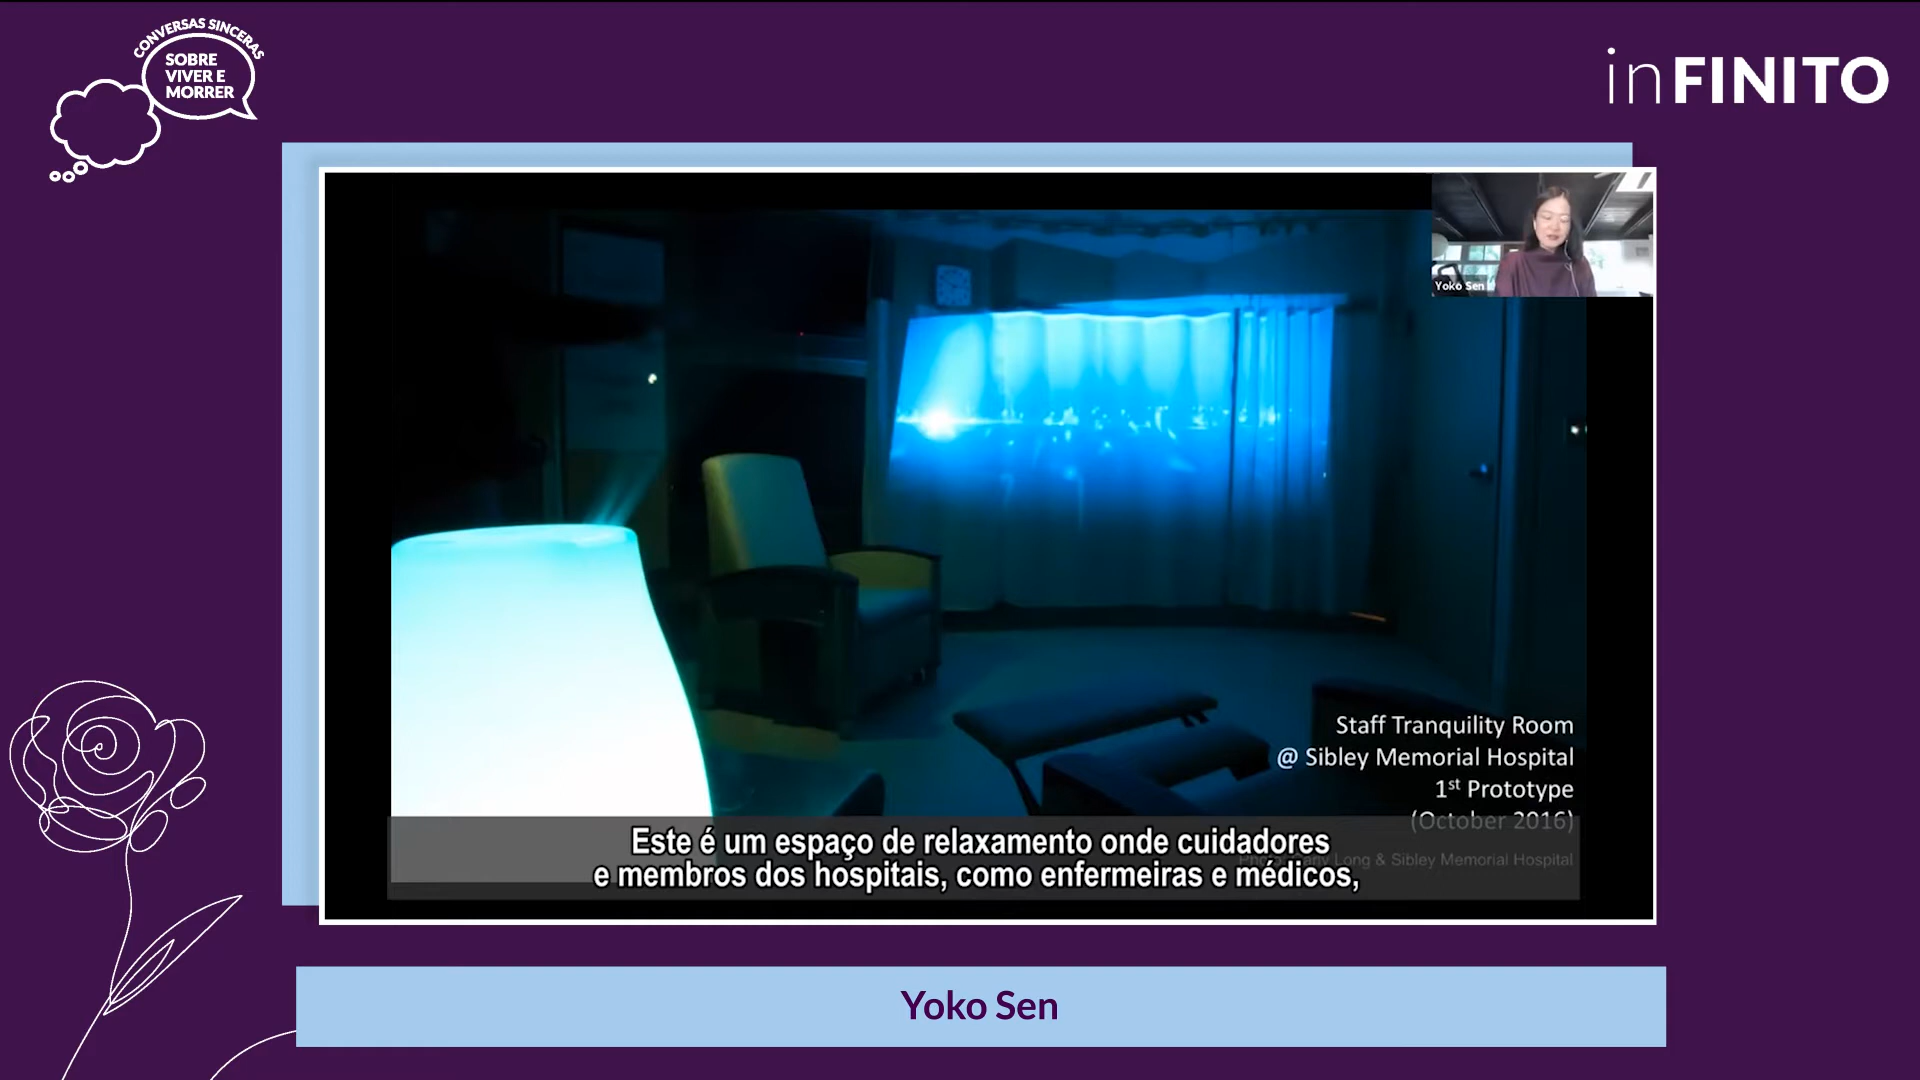 CONVERSAS SINCERAS
SOBRE
VIVER E
MORRER
inFINITO
Yoko Sen
Staff Tranquility Room
@ Sibley Memorial Hospital
1st Prototype
(October 2016)
Long & Sibley Memorial Hospital
Este é um espaço de relaxamento onde cuidadores
e membros dos hospitais, como enfermeiras e médicos,
Yoko Sen